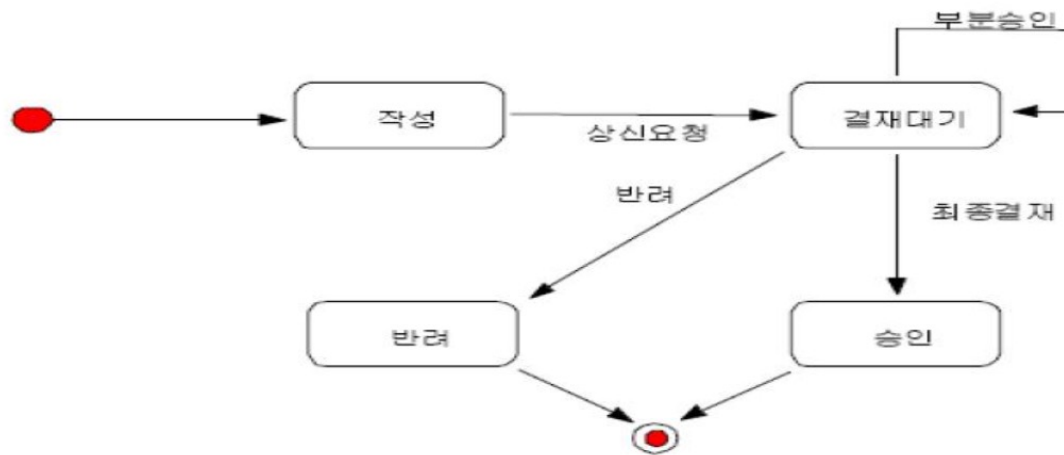 부분승인
작성
결재대기
상신요청
반려
최종결재
반려
승인